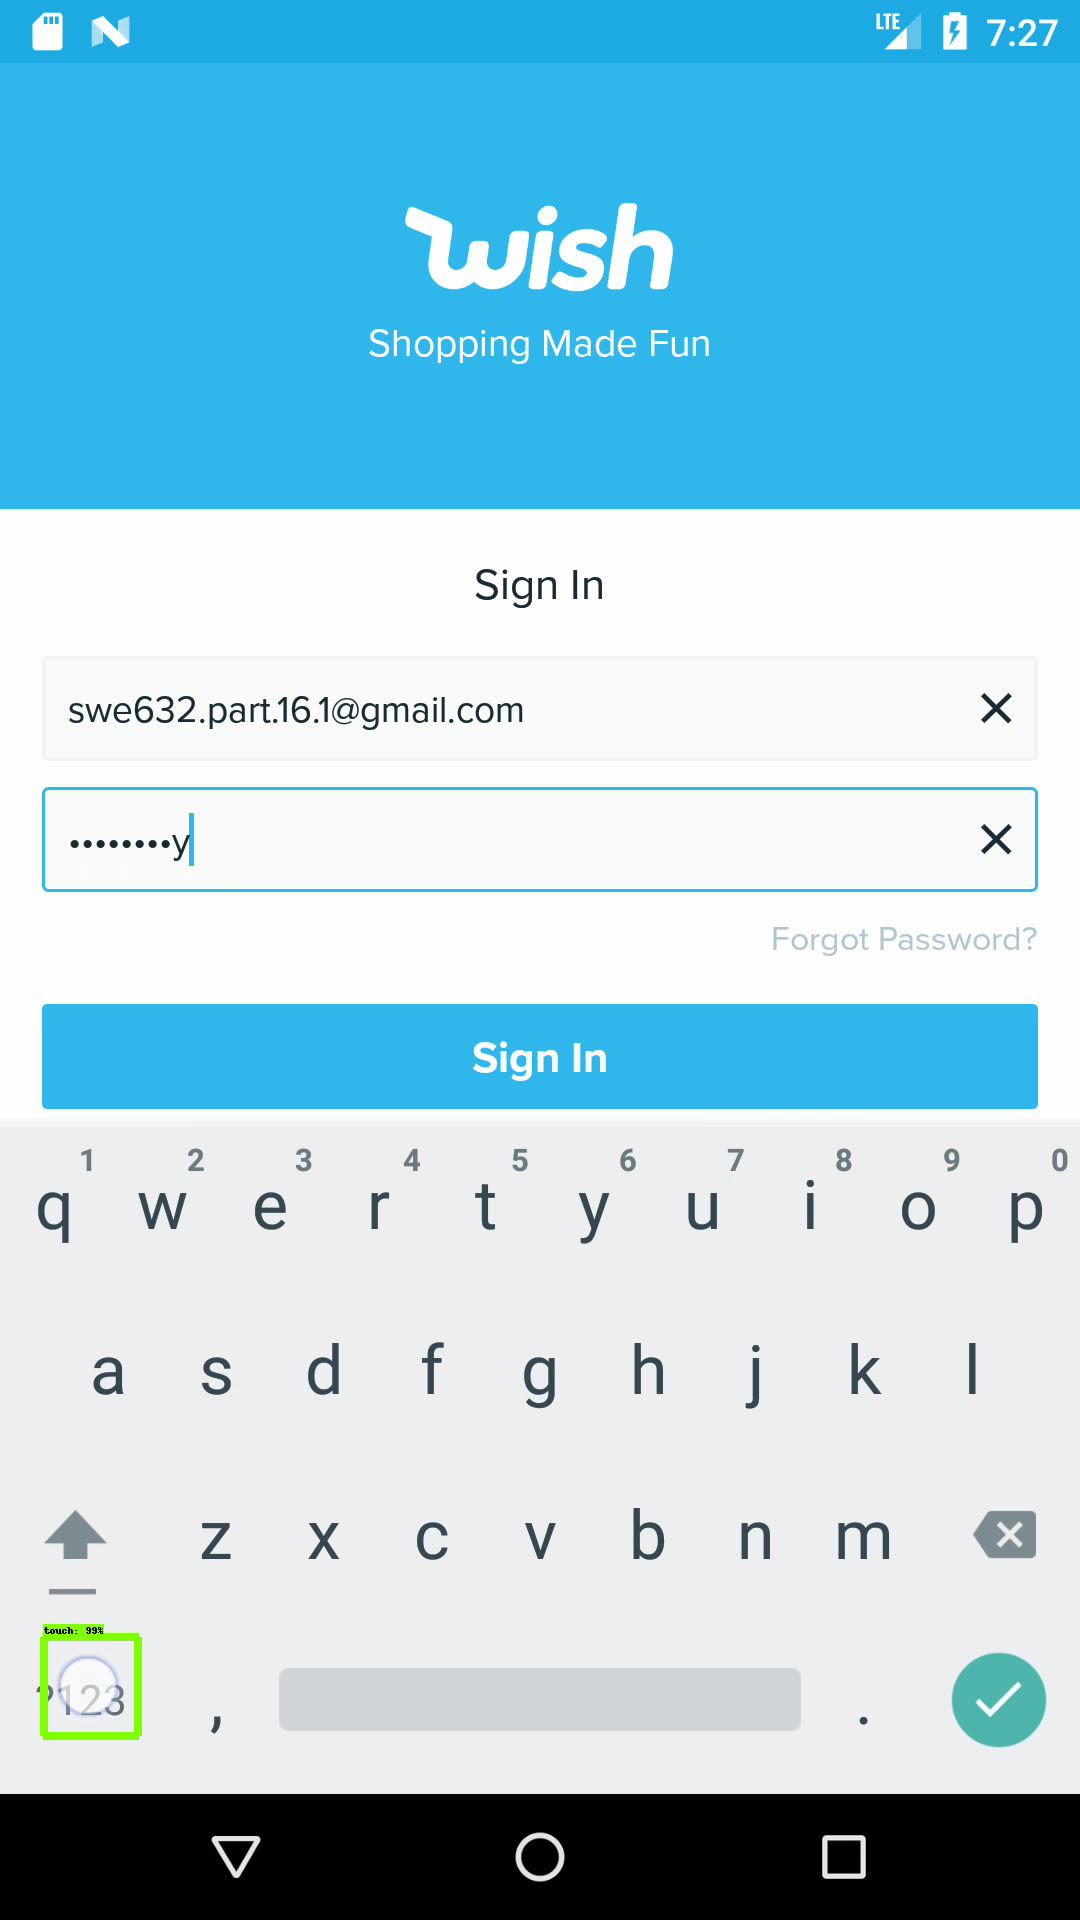 LTE 7:27
wish
Shopping Made Fun
Sign In
swe632.part.16.1@gmail.com
••••••••y
Forgot Password?
Sign In
1 2 3 4 5 6 7 8 9 0
q w e r t y u i o p
a s d f g h j k l
z x c v b n m
touch: 99%
?123 , .